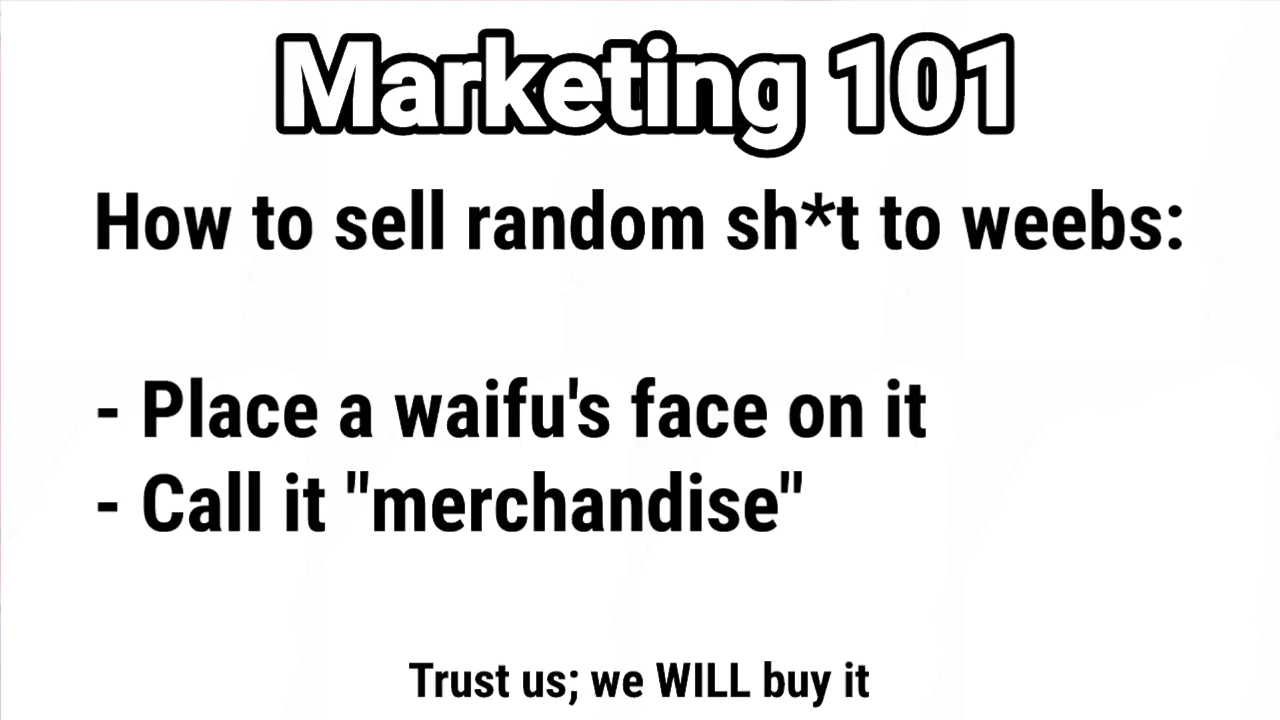 Marketing 101
How to sell random sh*t to weebs:
- Place a waifu's face on it
- Call it "merchandise"
Trust us; we WILL buy it